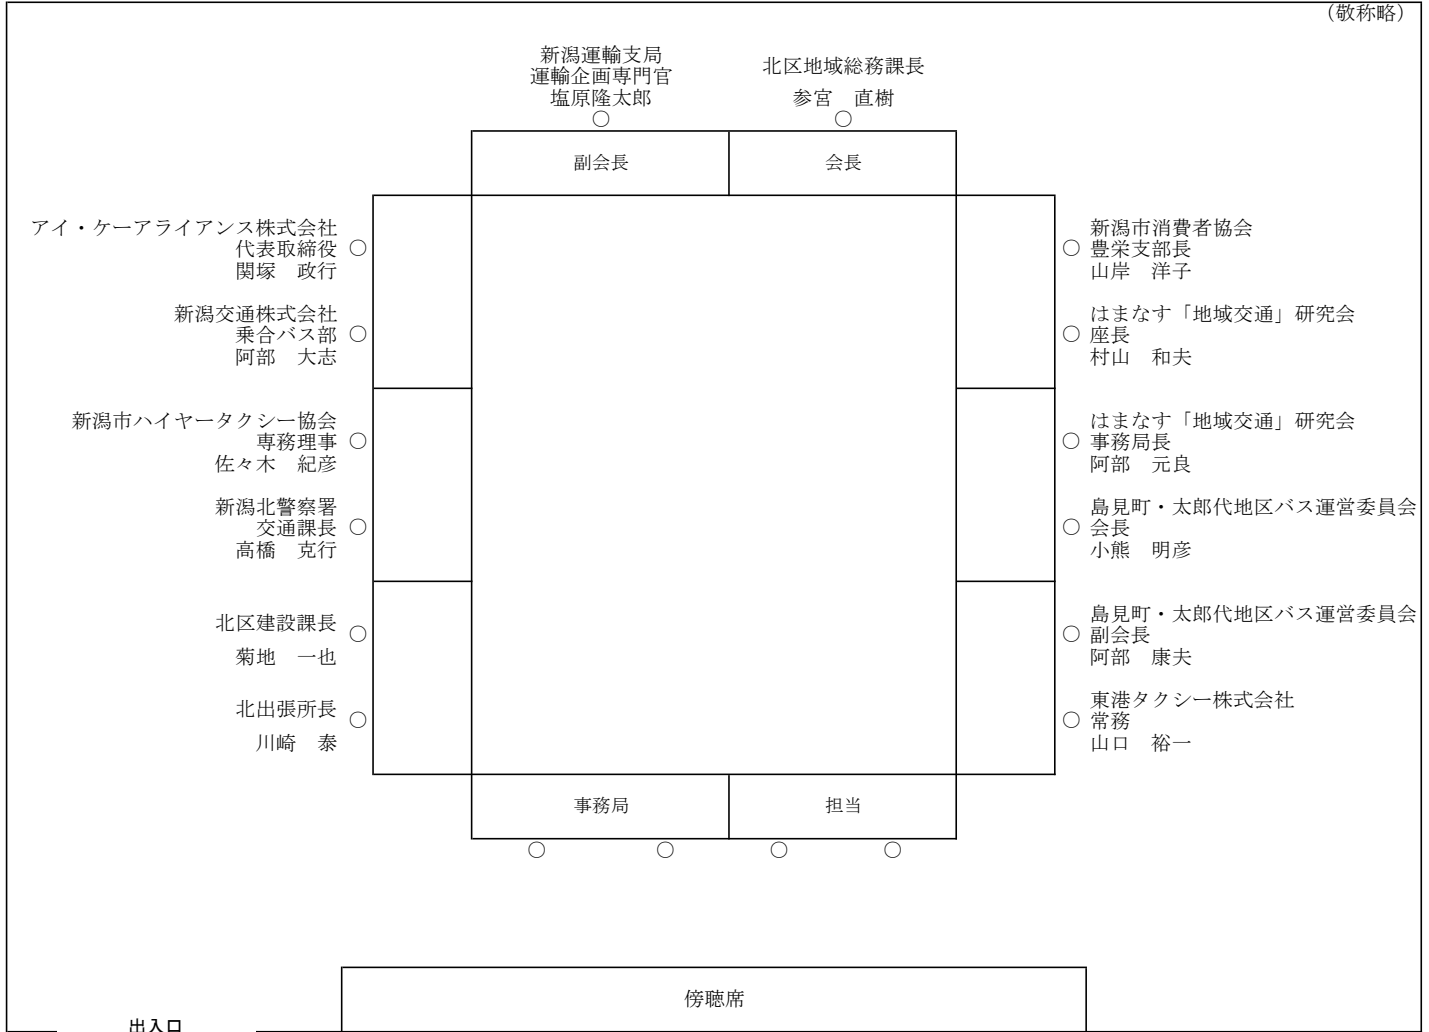 （敬称略）
新潟運輸支局
運輸企画専門官
塩原隆太郎
○
北区地域総務課長
参宮　直樹
○
副会長
会長
アイ・ケーアライアンス株式会社
代表取締役 ○
関塚　政行
新潟交通株式会社
乗合バス部 ○
阿部　大志
新潟市ハイヤータクシー協会
専務理事 ○
佐々木　紀彦
新潟北警察署
交通課長 ○
高橋　克行
北区建設課長
○
菊地　一也
北出張所長
○
川崎　泰
新潟市消費者協会
○ 豊栄支部長
山岸　洋子
はまなす「地域交通」研究会
○ 座長
村山　和夫
はまなす「地域交通」研究会
○ 事務局長
阿部　元良
島見町・太郎代地区バス運営委員会
○ 会長
小熊　明彦
島見町・太郎代地区バス運営委員会
○ 副会長
阿部　康夫
東港タクシー株式会社
○ 常務
山口　裕一
事務局
担当
○ ○ ○ ○
傍聴席
出入口